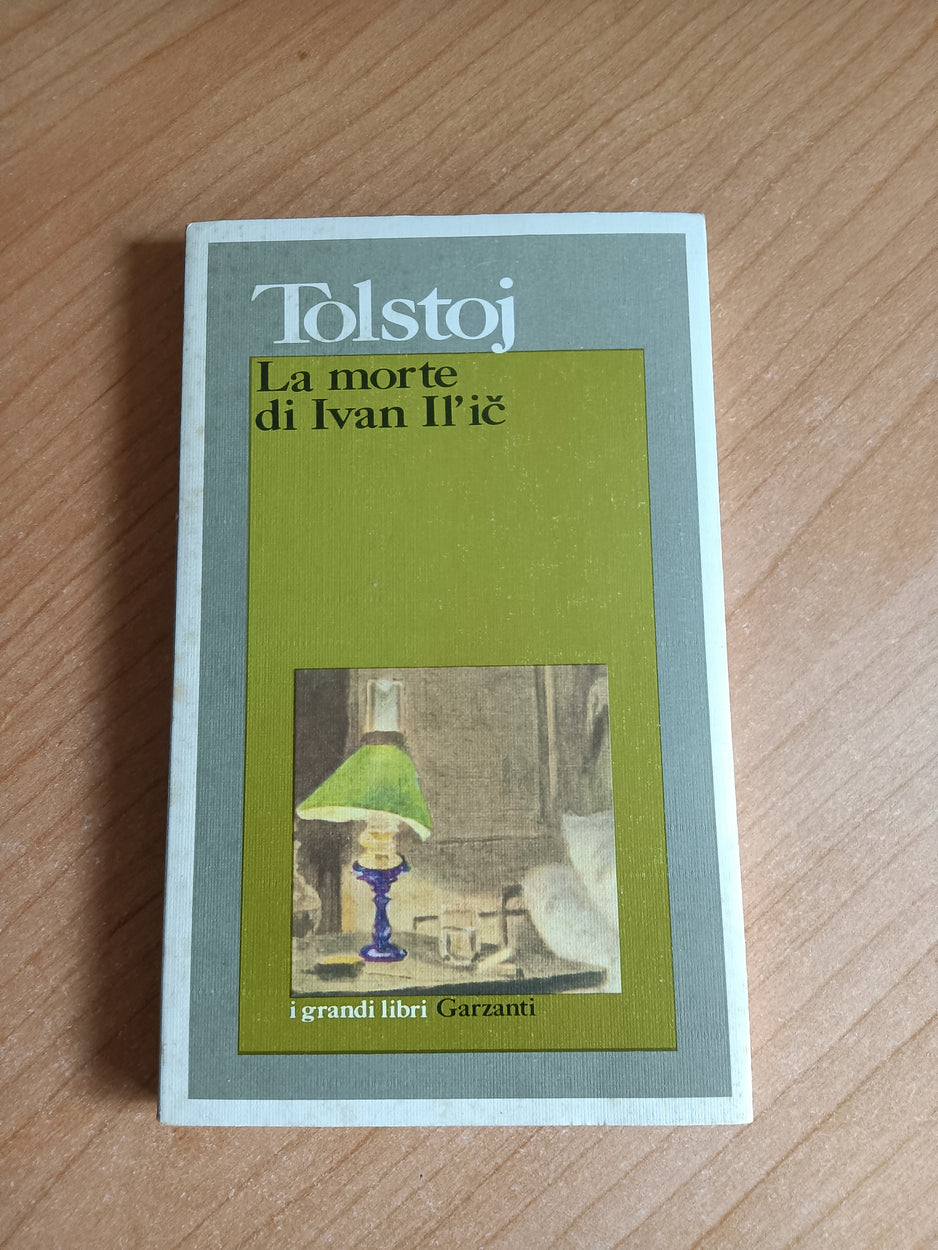 Tolstoj
La morte
di Ivan Il'ič
i grandi libri Garzanti